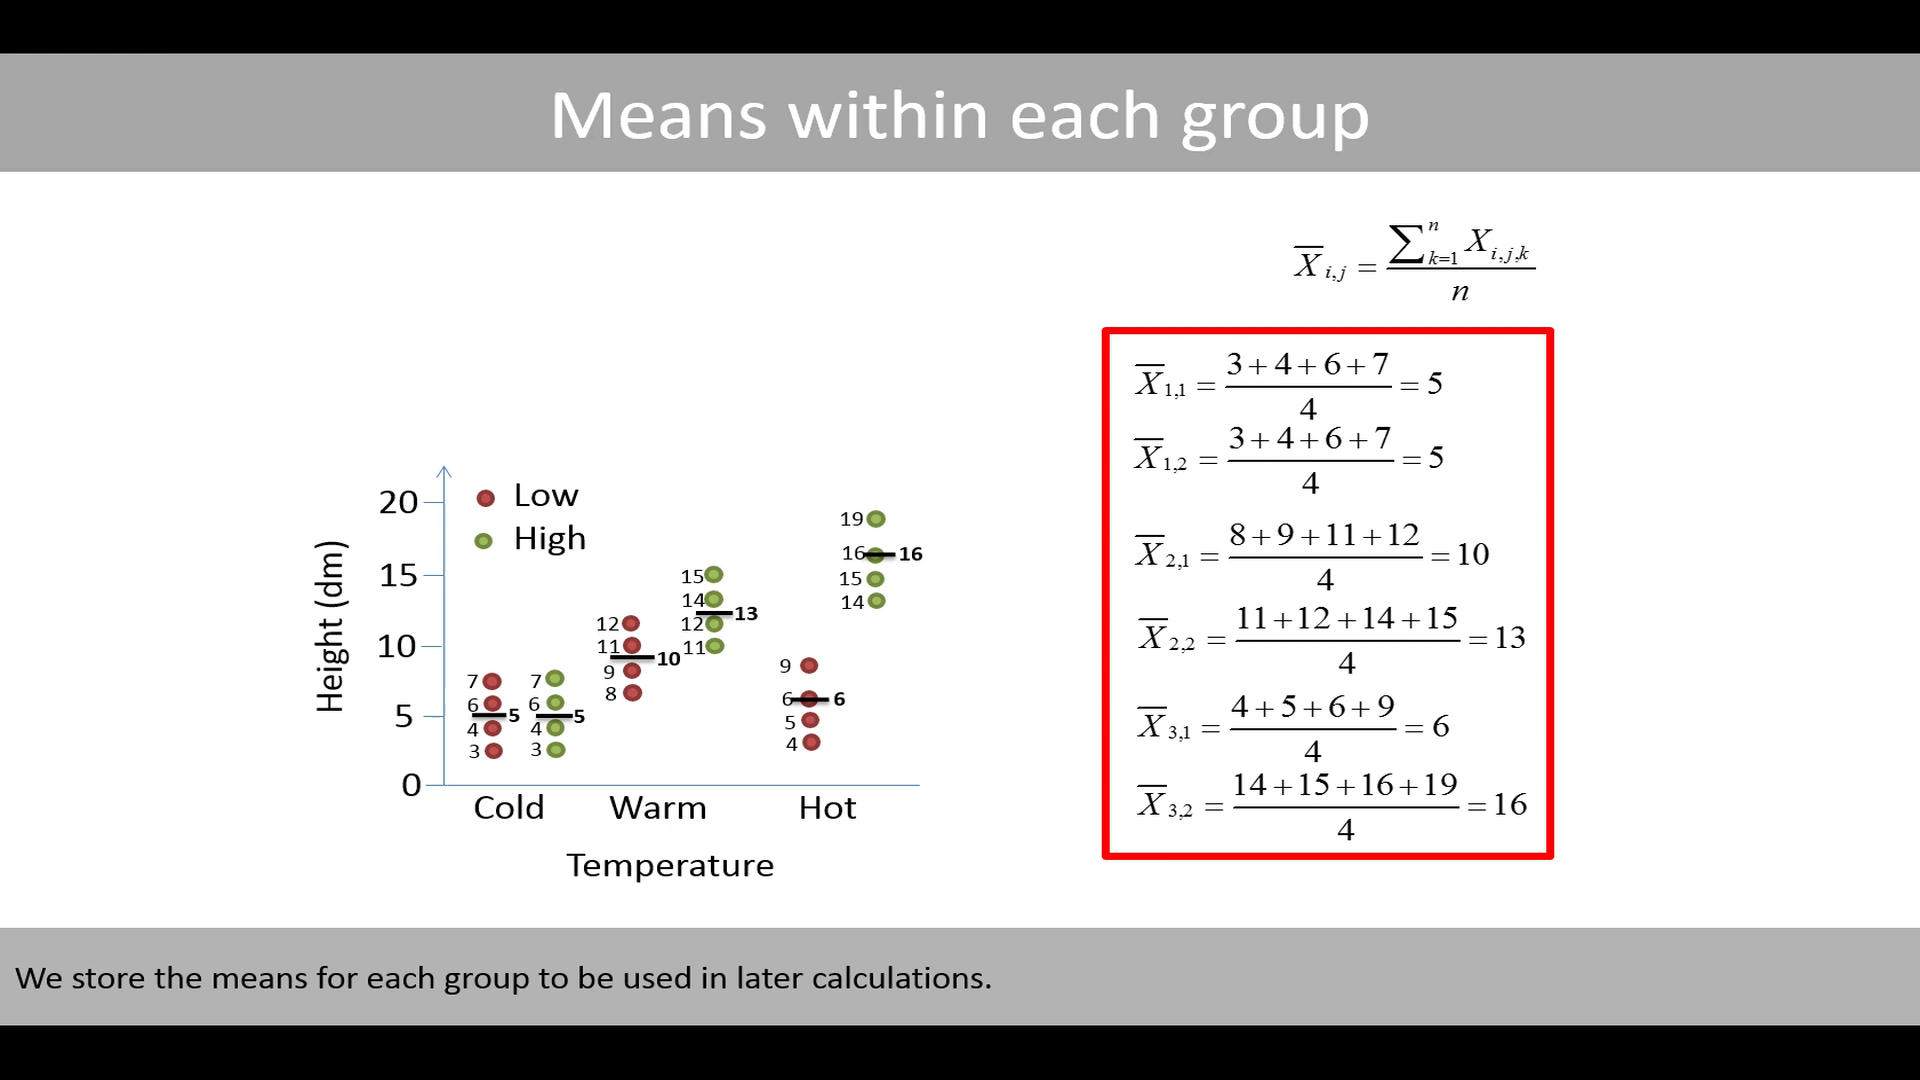 Means within each group
X̄ i,j = ∑ n k=1 X i,j,k / n
X̄ 1,1 = 3+4+6+7 / 4 = 5
X̄ 1,2 = 3+4+6+7 / 4 = 5
X̄ 2,1 = 8+9+11+12 / 4 = 10
X̄ 2,2 = 11+12+14+15 / 4 = 13
X̄ 3,1 = 4+5+6+9 / 4 = 6
X̄ 3,2 = 14+15+16+19 / 4 = 16
Height (dm)
20
15
10
5
0
Low
High
7
6
5
4
3
7
6
5
4
3
12
11
10
9
8
15
14
13
12
11
9
6
6
5
4
19
16
16
15
14
Cold Warm Hot
Temperature
We store the means for each group to be used in later calculations.